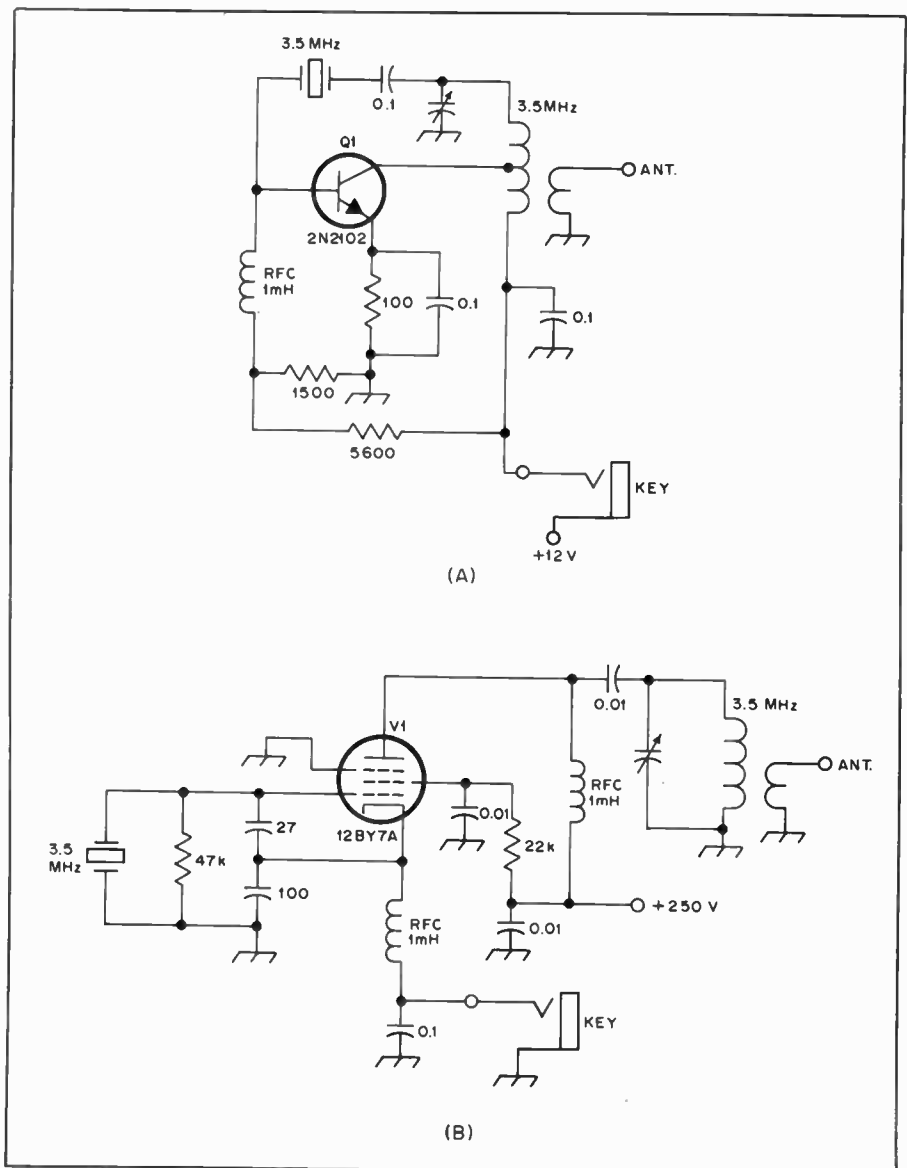 3.5 MHz
0.1
3.5MHz
Q1
ANT.
2N2102
RFC
1mH
100
0.1
0.1
1500
5600
KEY
+12 V
(A)
0.01
3.5 MHz
V1
ANT.
RFC
1mH
0.01
12BY7A
27
22k
3.5
MHz
47k
100
+250 V
RFC
1mH
0.01
KEY
0.1
(B)